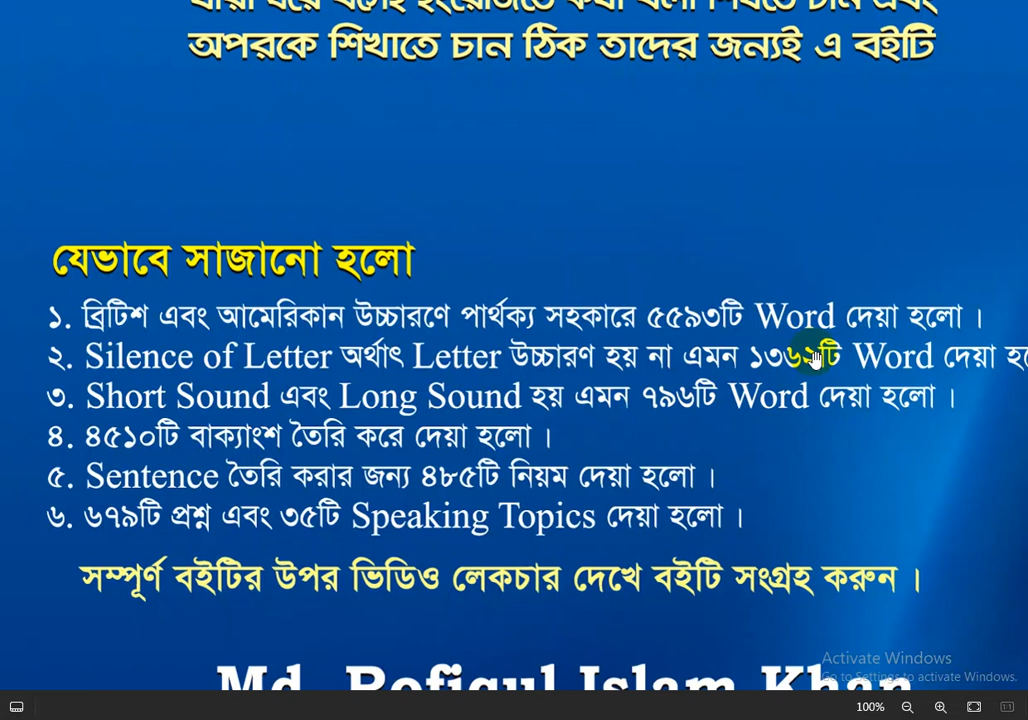 অপরকে শিখাতে চান ঠিক তাদের জন্যই এ বইটি
যেভাবে সাজানো হলো
১. ব্রিটিশ এবং আমেরিকান উচ্চারণে পার্থক্য সহকারে ৫৫৯৩টি Word দেয়া হলো ।
২. Silence of Letter অর্থাৎ Letter উচ্চারণ হয় না এমন Word দেয়া
৩. Short Sound এবং Long Sound হয় এমন ৭৯৬টি Word দেয়া হলো ।
৪. ৪৫১০টি বাক্যাংশ তৈরি করে দেয়া হলো ।
৫. Sentence তৈরি করার জন্য ৪৮৫টি নিয়ম দেয়া হলো ।
৬. ৬৭৯টি প্রশ্ন এবং ৩৫টি Speaking Topics দেয়া হলো ।
সম্পূর্ণ বইটির উপর ভিডিও লেকচার দেখে বইটি সংগ্রহ করুন ।
Md. Rofiqul Islam Khan
Activate Windows
Go to Settings to activate Windows.
100%